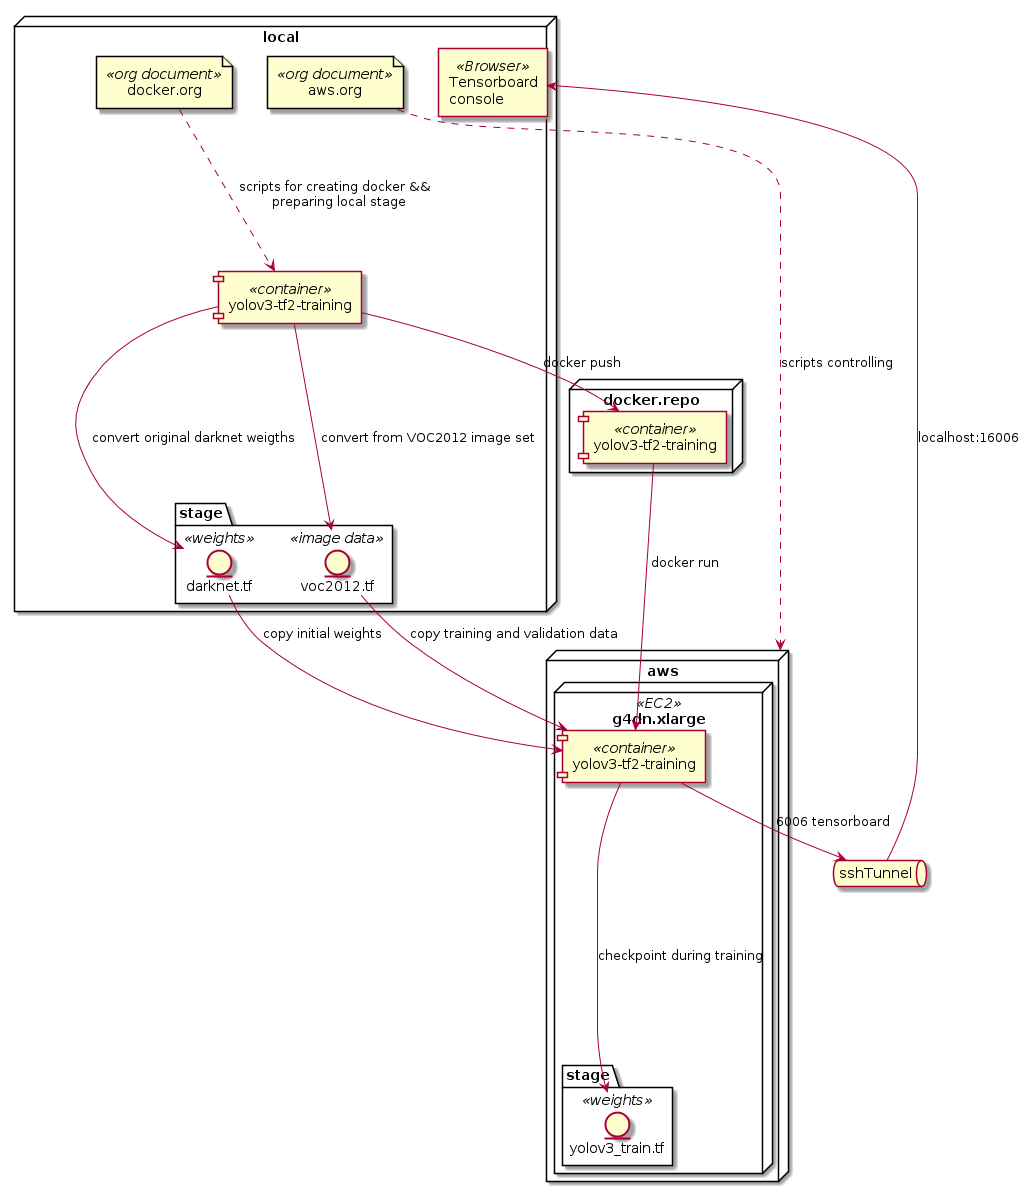 local
«org document»
docker.org
«org document»
aws.org
«Browser»
Tensorboard
console
scripts for creating docker &&
preparing local stage
«container»
yolov3-tf2-training
docker push
scripts controlling
docker.repo
«container»
yolov3-tf2-training
convert original darknet weigths
convert from VOC2012 image set
localhost:16006
stage
«weights»
darknet.tf
«image data»
voc2012.tf
docker run
copy initial weights
copy training and validation data
aws
«EC2»
g4dn.xlarge
«container»
yolov3-tf2-training
6006 tensorboard
sshTunnel
checkpoint during training
stage
«weights»
yolov3_train.tf